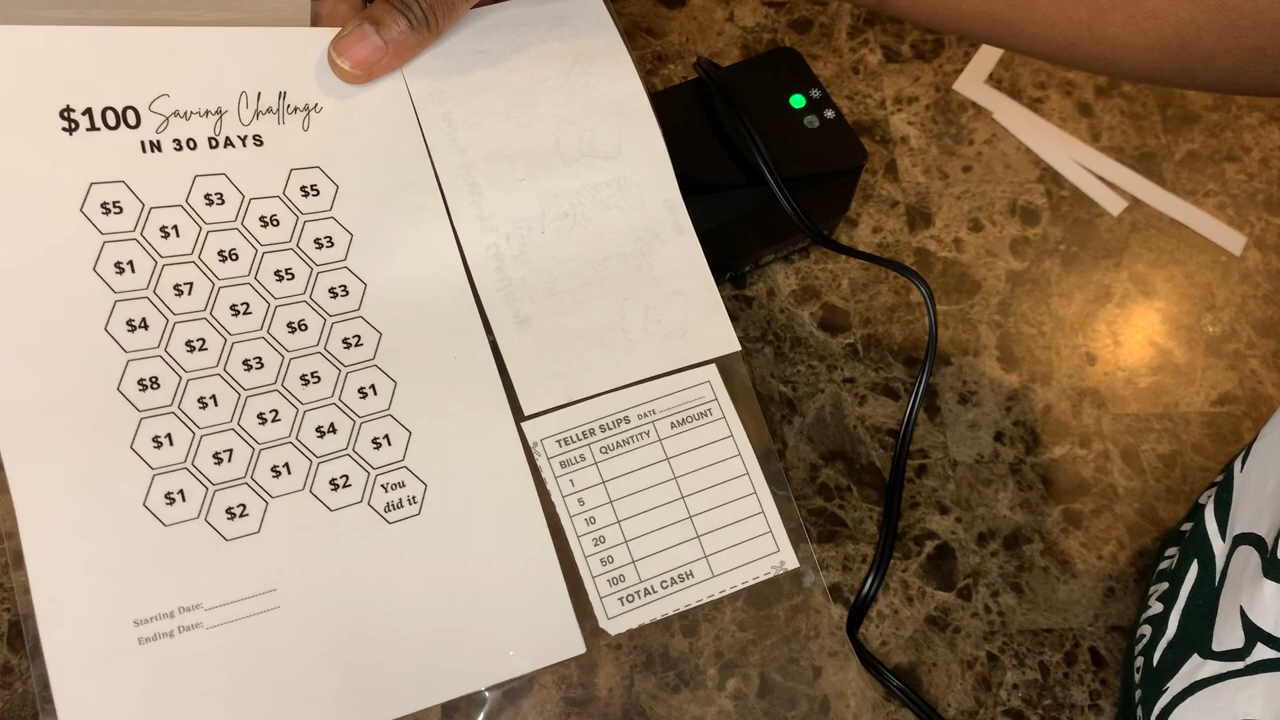 $100 Saving Challenge
IN 30 DAYS
$5 $3 $5
$1 $6
$1 $6 $3
$7 $5
$4 $2 $3
$2 $6
$8 $3 $2
$1 $5
$1 $2 $1
$7 $4
$1 $1 $1
$2 $2
You
did it
Starting Date:
Ending Date:
TELLER SLIPS DATE
BILLS QUANTITY AMOUNT
1
5
10
20
50
100
TOTAL CASH